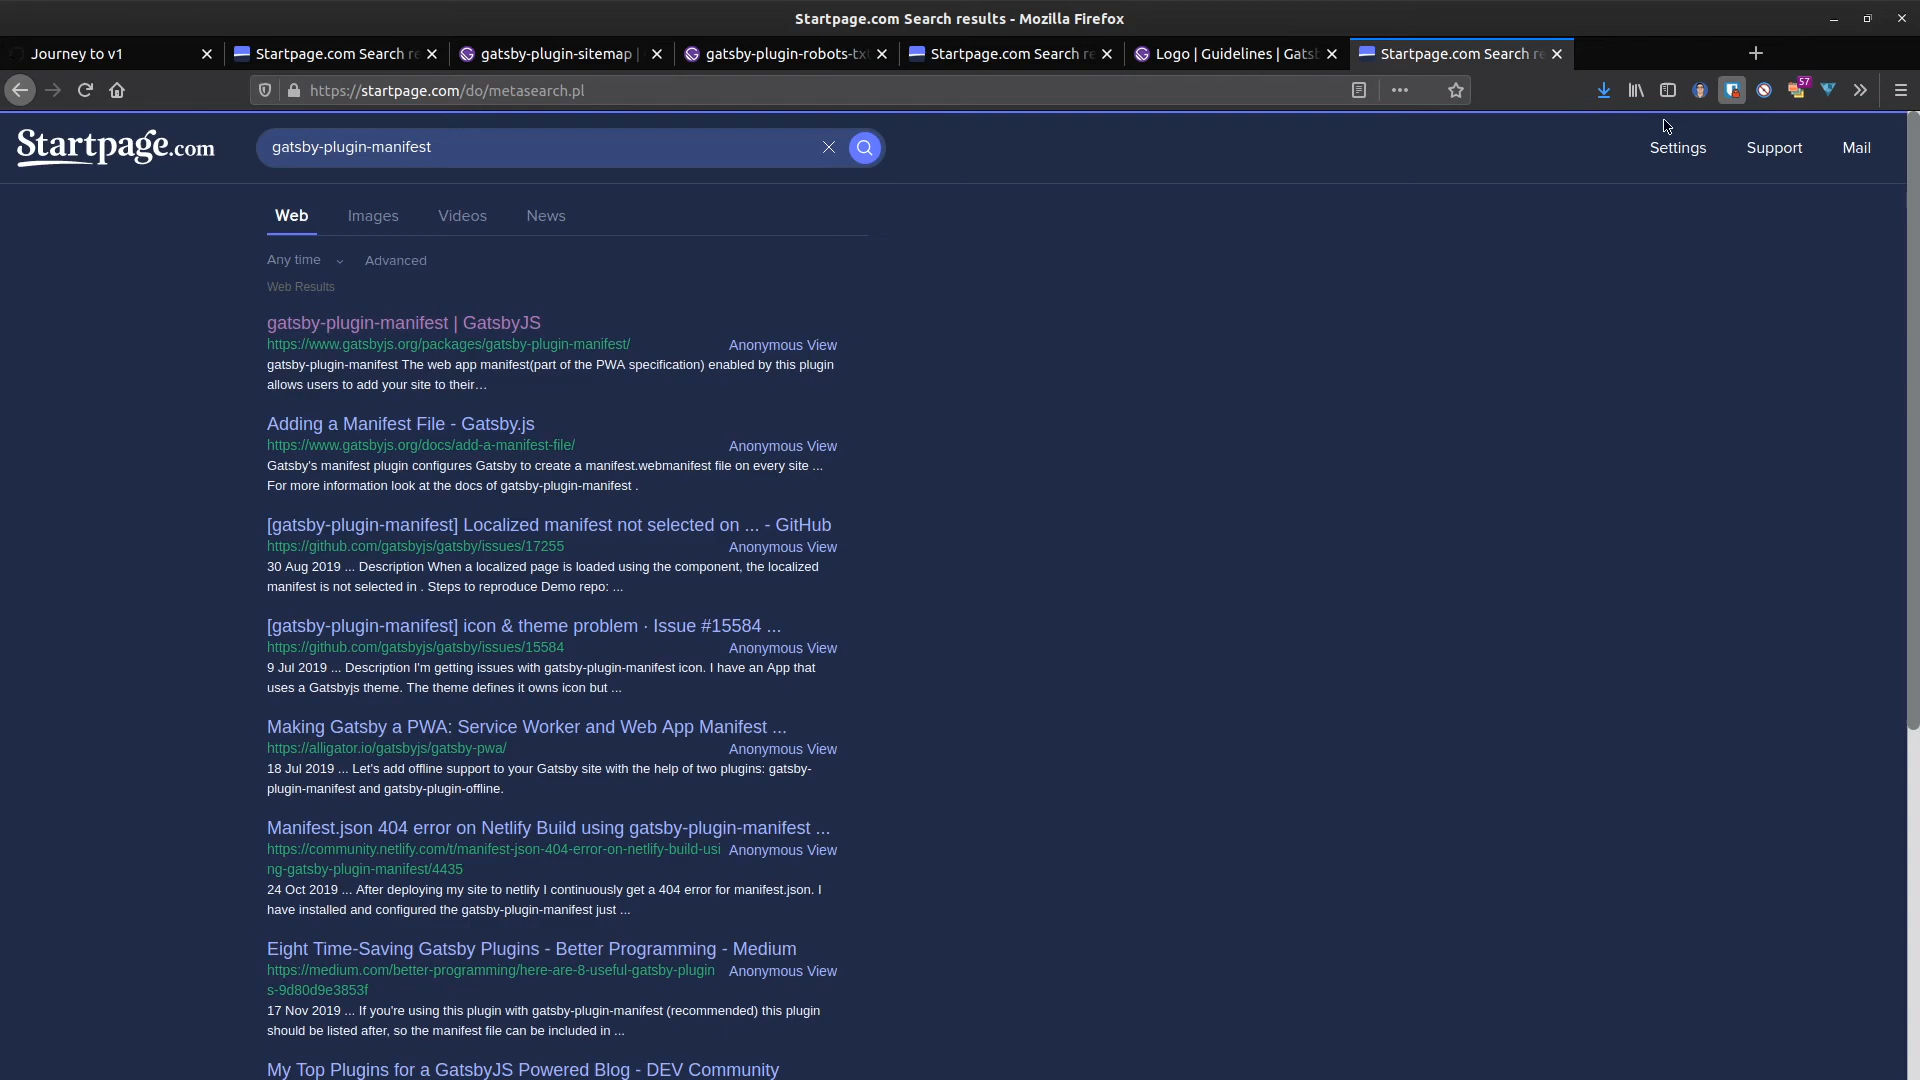 Startpage.com Search results - Mozilla Firefox
Journey to v1
Startpage.com Search re
gatsby-plugin-sitemap |
gatsby-plugin-robots-txt
Startpage.com Search re
Logo | Guidelines | Gatsb
Startpage.com Search re
https://startpage.com/do/metasearch.pl
57
Startpage.com
gatsby-plugin-manifest
Settings
Support
Mail
Web
Images
Videos
News
Any time
Advanced
Web Results
gatsby-plugin-manifest | GatsbyJS
https://www.gatsbyjs.org/packages/gatsby-plugin-manifest/
Anonymous View
gatsby-plugin-manifest The web app manifest(part of the PWA specification) enabled by this plugin
allows users to add your site to their…
Adding a Manifest File - Gatsby.js
https://www.gatsbyjs.org/docs/add-a-manifest-file/
Anonymous View
Gatsby's manifest plugin configures Gatsby to create a manifest.webmanifest file on every site ...
For more information look at the docs of gatsby-plugin-manifest .
[gatsby-plugin-manifest] Localized manifest not selected on ... - GitHub
https://github.com/gatsbyjs/gatsby/issues/17255
Anonymous View
30 Aug 2019 ... Description When a localized page is loaded using the component, the localized
manifest is not selected in . Steps to reproduce Demo repo: ...
[gatsby-plugin-manifest] icon & theme problem · Issue #15584 ...
https://github.com/gatsbyjs/gatsby/issues/15584
Anonymous View
9 Jul 2019 ... Description I'm getting issues with gatsby-plugin-manifest icon. I have an App that
uses a Gatsbyjs theme. The theme defines it owns icon but ...
Making Gatsby a PWA: Service Worker and Web App Manifest ...
https://alligator.io/gatsbyjs/gatsby-pwa/
Anonymous View
18 Jul 2019 ... Let's add offline support to your Gatsby site with the help of two plugins: gatsby-
plugin-manifest and gatsby-plugin-offline.
Manifest.json 404 error on Netlify Build using gatsby-plugin-manifest ...
https://community.netlify.com/t/manifest-json-404-error-on-netlify-build-usi
ng-gatsby-plugin-manifest/4435
Anonymous View
24 Oct 2019 ... After deploying my site to netlify I continuously get a 404 error for manifest.json. I
have installed and configured the gatsby-plugin-manifest just ...
Eight Time-Saving Gatsby Plugins - Better Programming - Medium
https://medium.com/better-programming/here-are-8-useful-gatsby-plugin
s-9d80d9e3853f
Anonymous View
17 Nov 2019 ... If you're using this plugin with gatsby-plugin-manifest (recommended) this plugin
should be listed after, so the manifest file can be included in ...
My Top Plugins for a GatsbyJS Powered Blog - DEV Community